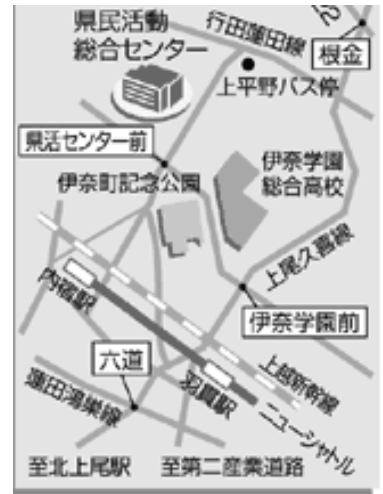 県民活動
総合センター
行田蓮田線
根金
上平野バス停
県活センター前
伊奈学園
総合高校
伊奈町記念公園
上尾久喜線
内宿駅
伊奈学園前
六道
羽貫駅
上越新幹線
蓮田鴻巣線
ニューシャトル
至北上尾駅
至第二産業道路